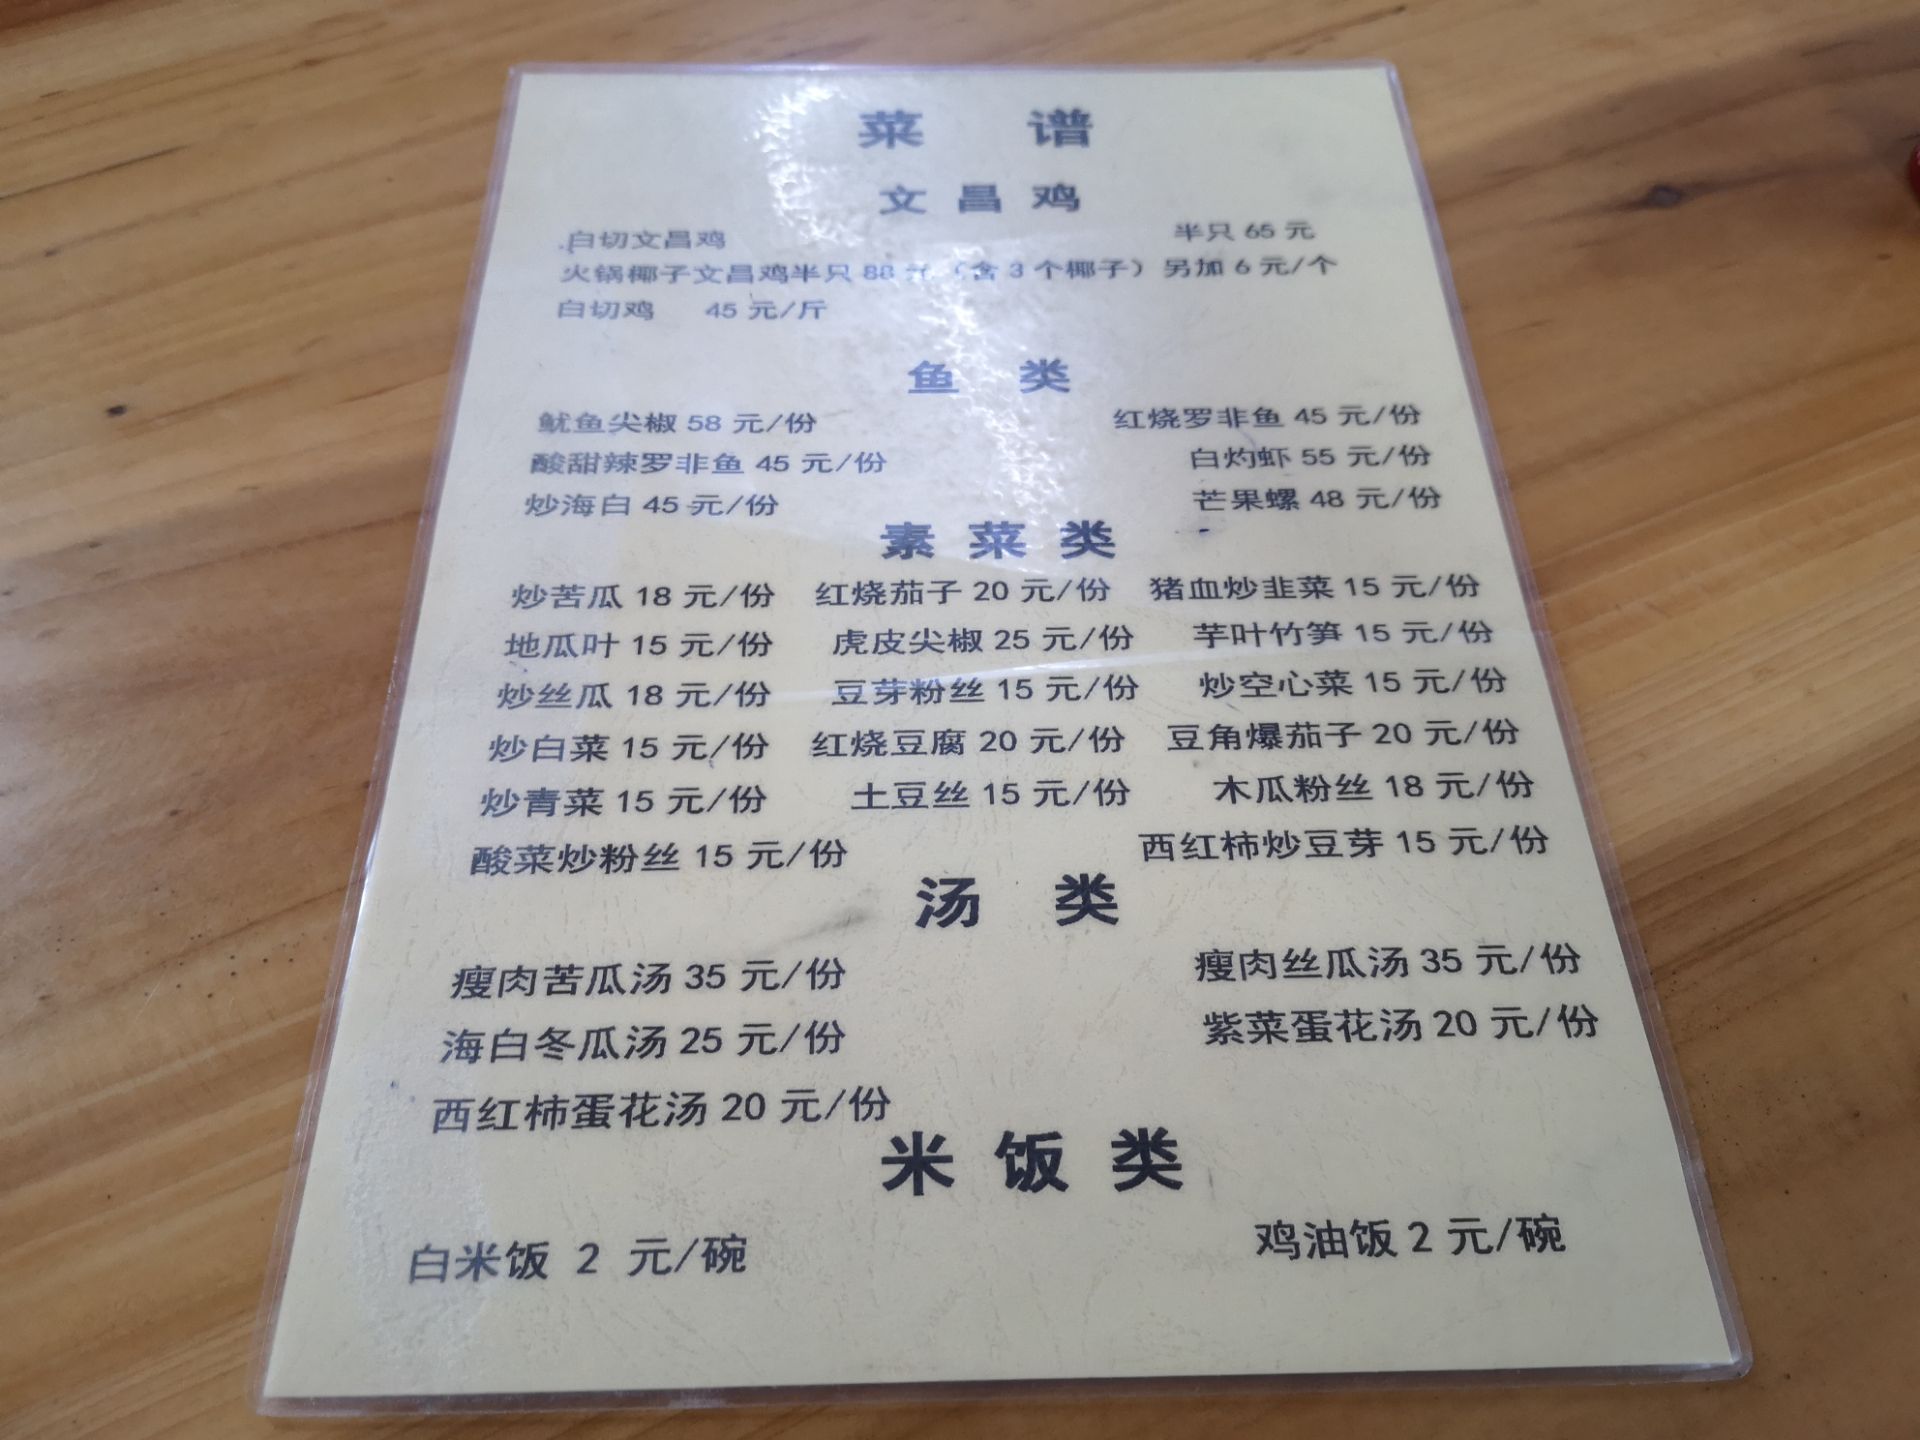 菜 谱
文昌鸡
白切文昌鸡 半只 65 元
火锅椰子文昌鸡半只 88 元（含 3 个椰子）另加 6 元/个
白切鸡 45 元/斤
鱼 类
鱿鱼尖椒 58 元/份 红烧罗非鱼 45 元/份
酸甜辣罗非鱼 45 元/份 白灼虾 55 元/份
炒海白 45 元/份 芒果螺 48 元/份
素菜类
炒苦瓜 18 元/份 红烧茄子 20 元/份 猪血炒韭菜 15 元/份
地瓜叶 15 元/份 虎皮尖椒 25 元/份 芋叶竹笋 15 元/份
炒丝瓜 18 元/份 豆芽粉丝 15 元/份 炒空心菜 15 元/份
炒白菜 15 元/份 红烧豆腐 20 元/份 豆角爆茄子 20 元/份
炒青菜 15 元/份 土豆丝 15 元/份 木瓜粉丝 18 元/份
酸菜炒粉丝 15 元/份 西红柿炒豆芽 15 元/份
汤 类
瘦肉苦瓜汤 35 元/份 瘦肉丝瓜汤 35 元/份
海白冬瓜汤 25 元/份 紫菜蛋花汤 20 元/份
西红柿蛋花汤 20 元/份
米饭类
白米饭 2 元/碗 鸡油饭 2 元/碗